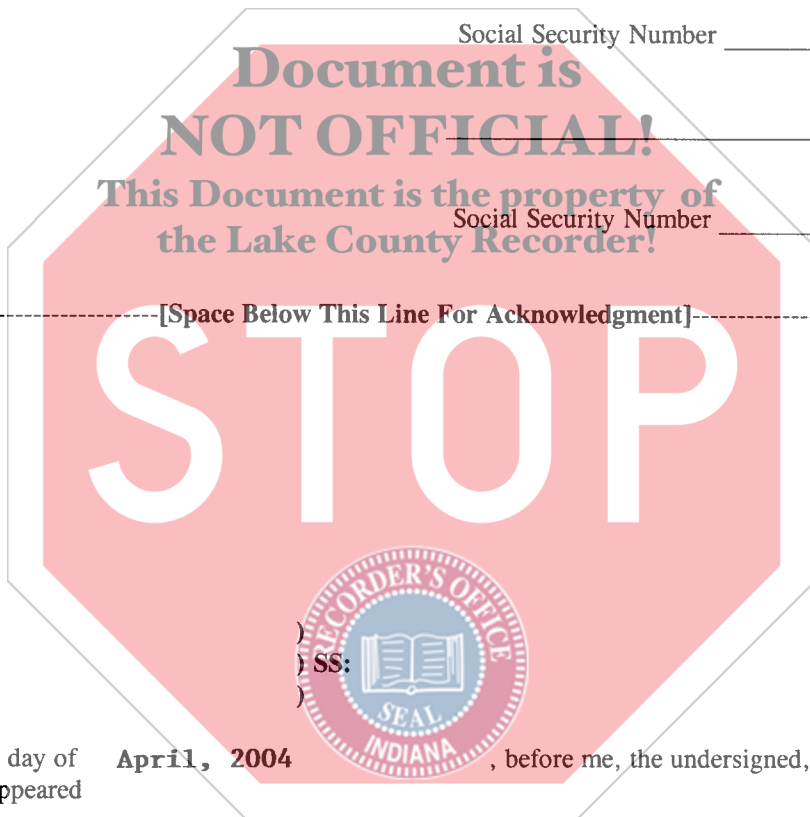 Social Security Number
Document is
NOT OFFICIAL!
This Document is the property of
Social Security Number
the Lake County Recorder!
[Space Below This Line For Acknowledgment]
STOP
RECORDER'S OFFICE
)
) SS:
)
SEAL
INDIANA
day of April, 2004 , before me, the undersigned,
ppeared